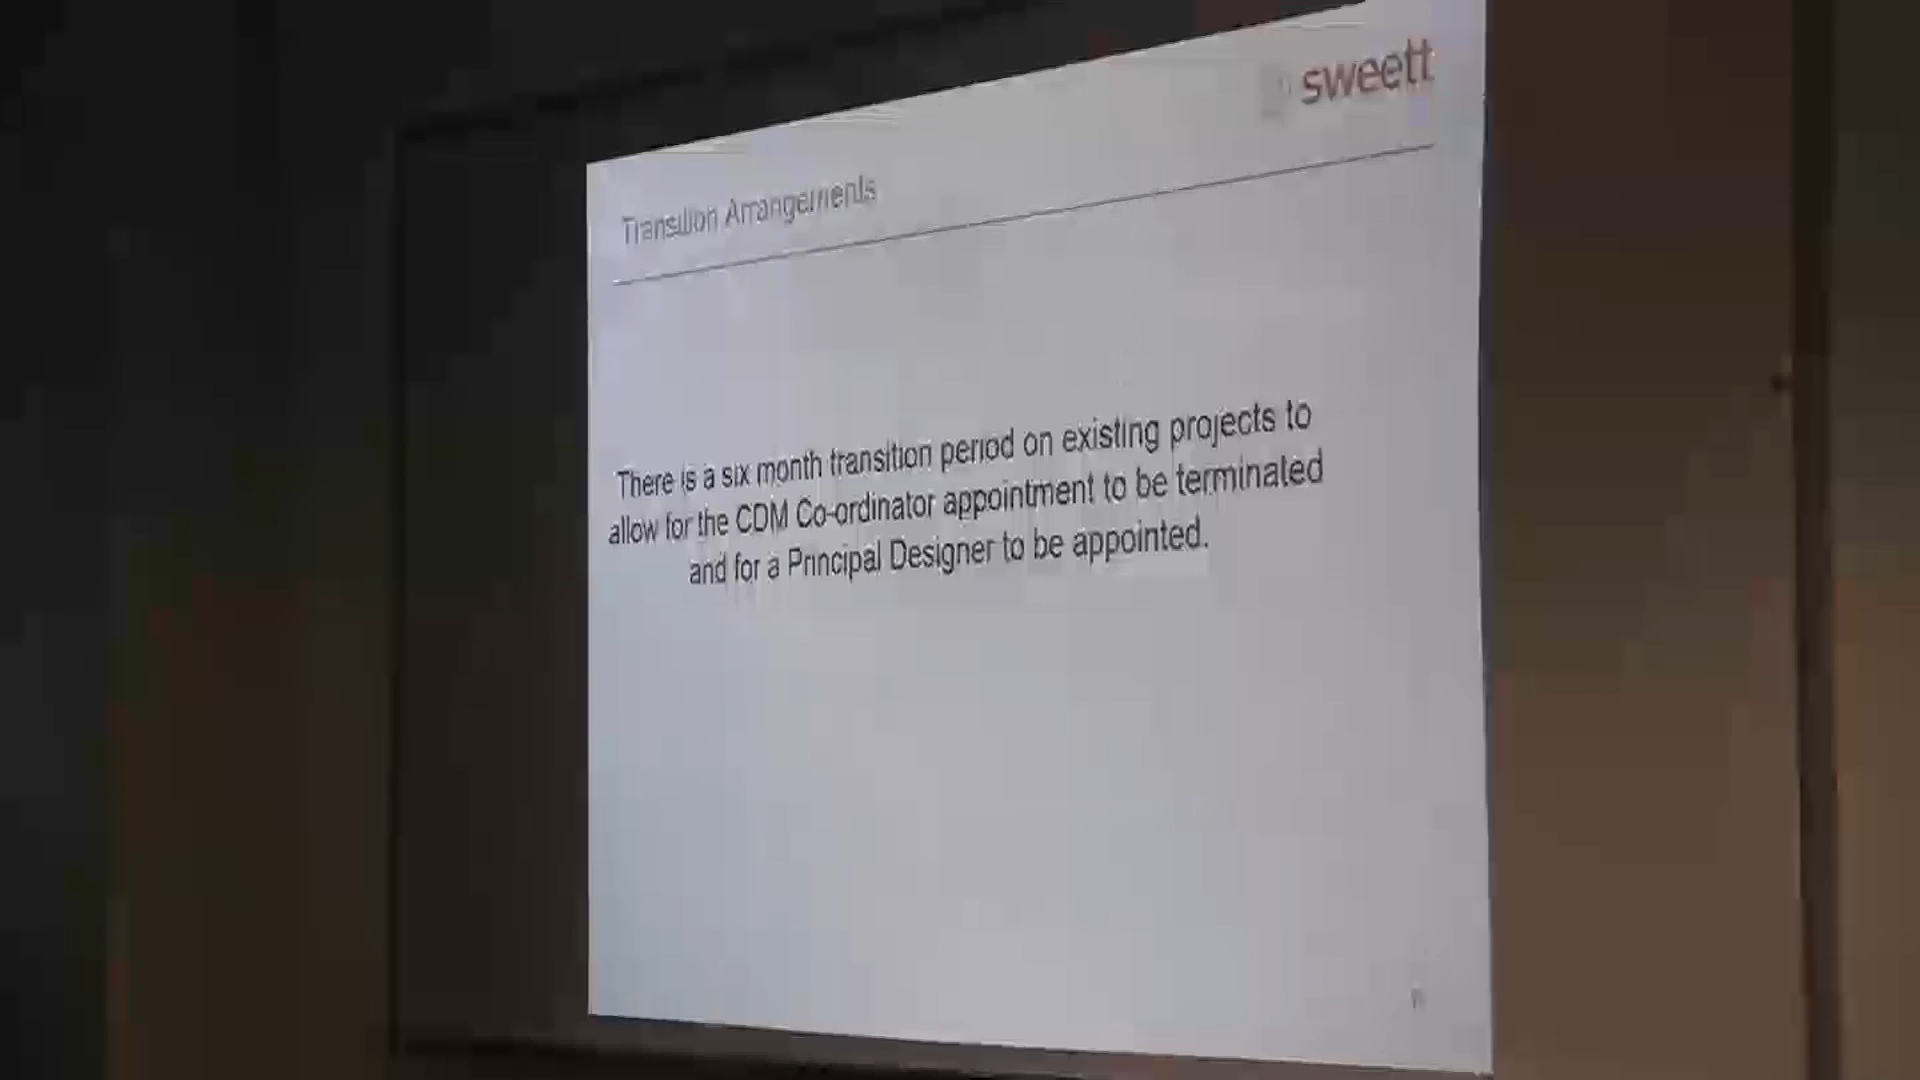 sweett
Transition Arrangements
There is a six month transition period on existing projects to
allow for the CDM Co-ordinator appointment to be terminated
and for a Principal Designer to be appointed.